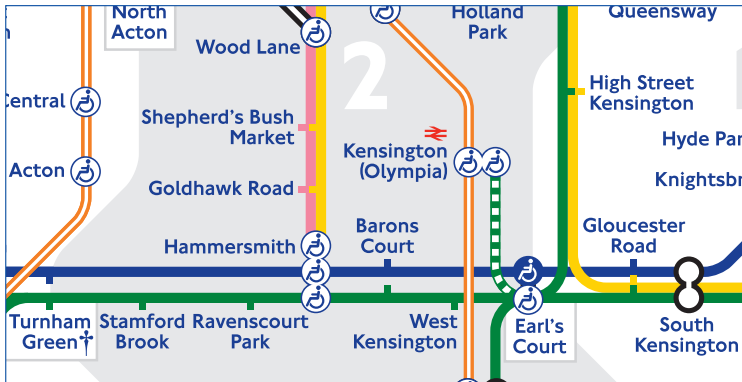 North
Acton
Wood Lane
Holland
Park
Queensway
2
High Street
Kensington
Central
Shepherd's Bush
Market
Hyde Par
Kensington
(Olympia)
Acton
Goldhawk Road
Knightsbr
Barons
Court
Gloucester
Road
Hammersmith
Turnham
Green†
Stamford
Brook
Ravenscourt
Park
West
Kensington
Earl's
Court
South
Kensington